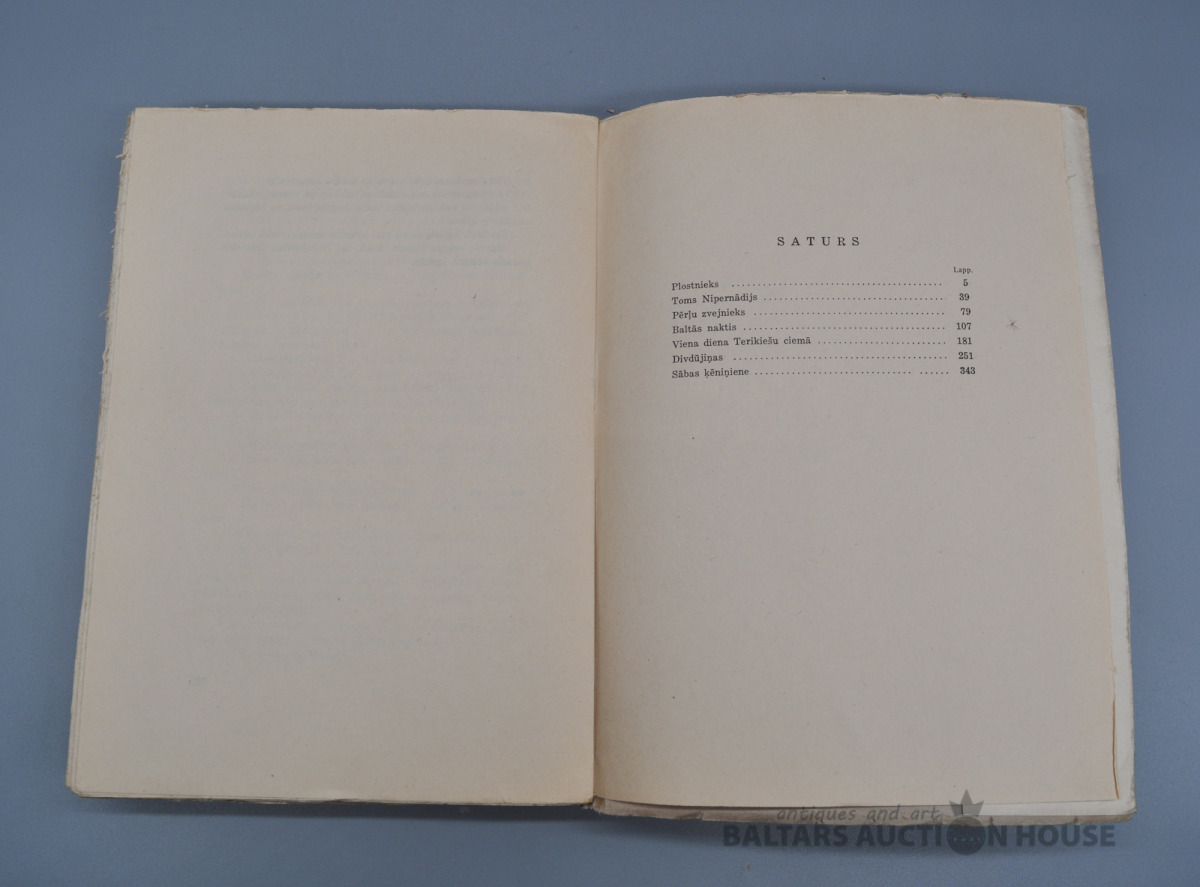 SATURS
Lapp.
Plostnieks ........................................ 5
Toms Nipernādijs ................................... 39
Pērļu zvejnieks .................................... 79
Baltās naktis ...................................... 107
Viena diena Terikiešu ciemā ........................ 181
Divdūjiņas ......................................... 251
Sābas ķēniņiene .............................. ...... 343
antiques and art
BALTARS AUCTION HOUSE